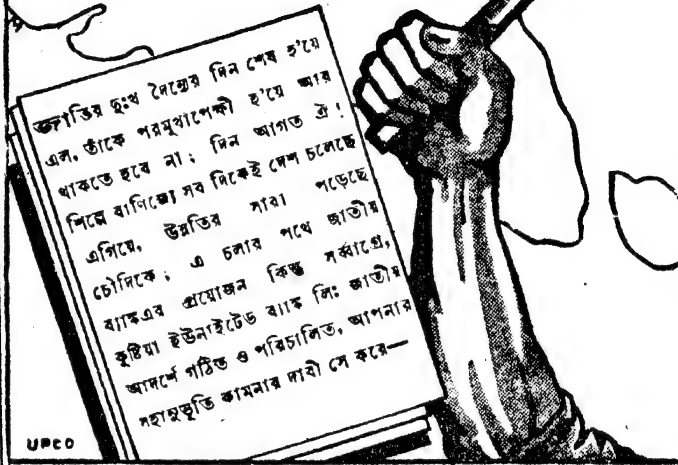 জাতির দুঃখ দৈন্যের দিন শেষ হ'য়ে
এল, তাঁকে পরমুখাপেক্ষী হ'য়ে আর
থাকতে হবে না; দিন আগত ঐ!
শিল্পে বাণিজ্যে সব দিকেই দেশ চলেছে
এগিয়ে, উন্নতির সারা পড়েছে
চৌদিকে; এ চলার পথে জাতীয়
ব্যাঙ্কএর প্রয়োজন কিন্তু সর্ব্বাগ্রে,
কুষ্টিয়া ইউনাইটেড ব্যাঙ্ক লিঃ জাতীয়
আদর্শে গঠিত ও পরিচালিত, আপনার
সহানুভূতি কামনার দাবী সে করে—
UPCO